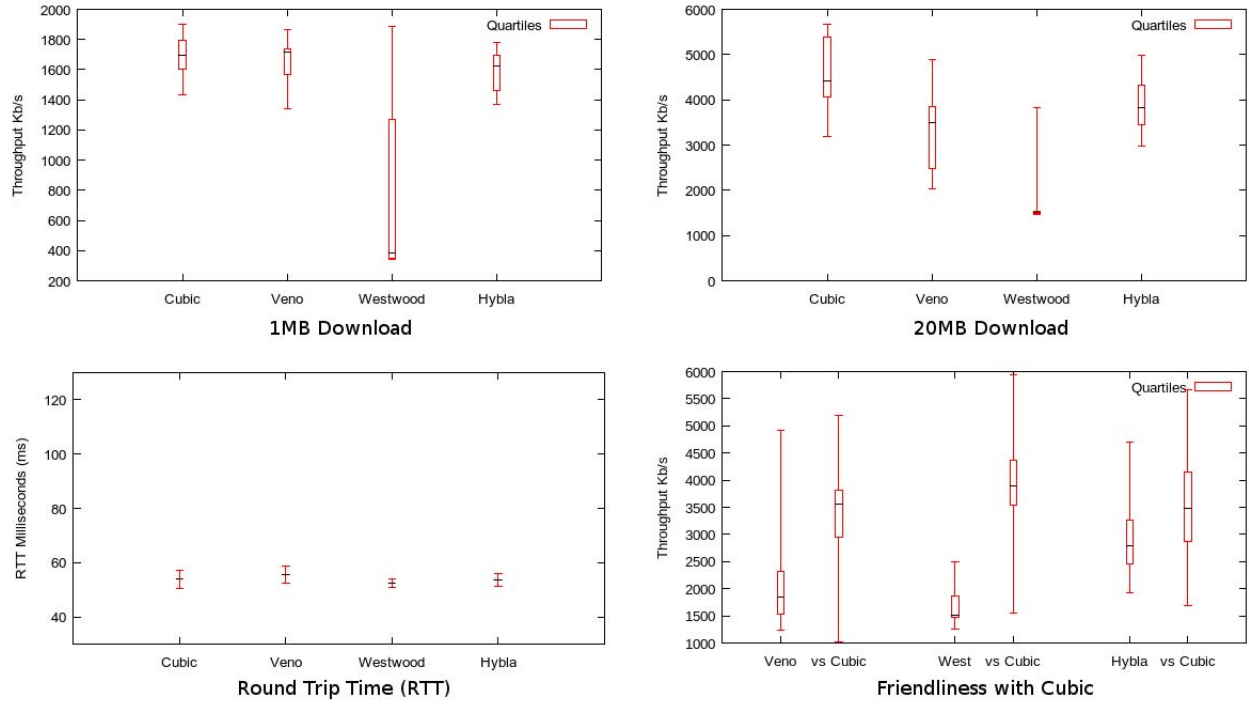 Throughput Kb/s
2000
1800
1600
1400
1200
1000
800
600
400
200
Quartiles
Cubic Veno Westwood Hybla
1MB Download
Throughput Kb/s
6000
5000
4000
3000
2000
1000
0
Quartiles
Cubic Veno Westwood Hybla
20MB Download
RTT Milliseconds (ms)
120
100
80
60
40
Cubic Veno Westwood Hybla
Round Trip Time (RTT)
Throughput Kb/s
6000
5500
5000
4500
4000
3500
3000
2500
2000
1500
1000
Quartiles
Veno vs Cubic West vs Cubic Hybla vs Cubic
Friendliness with Cubic